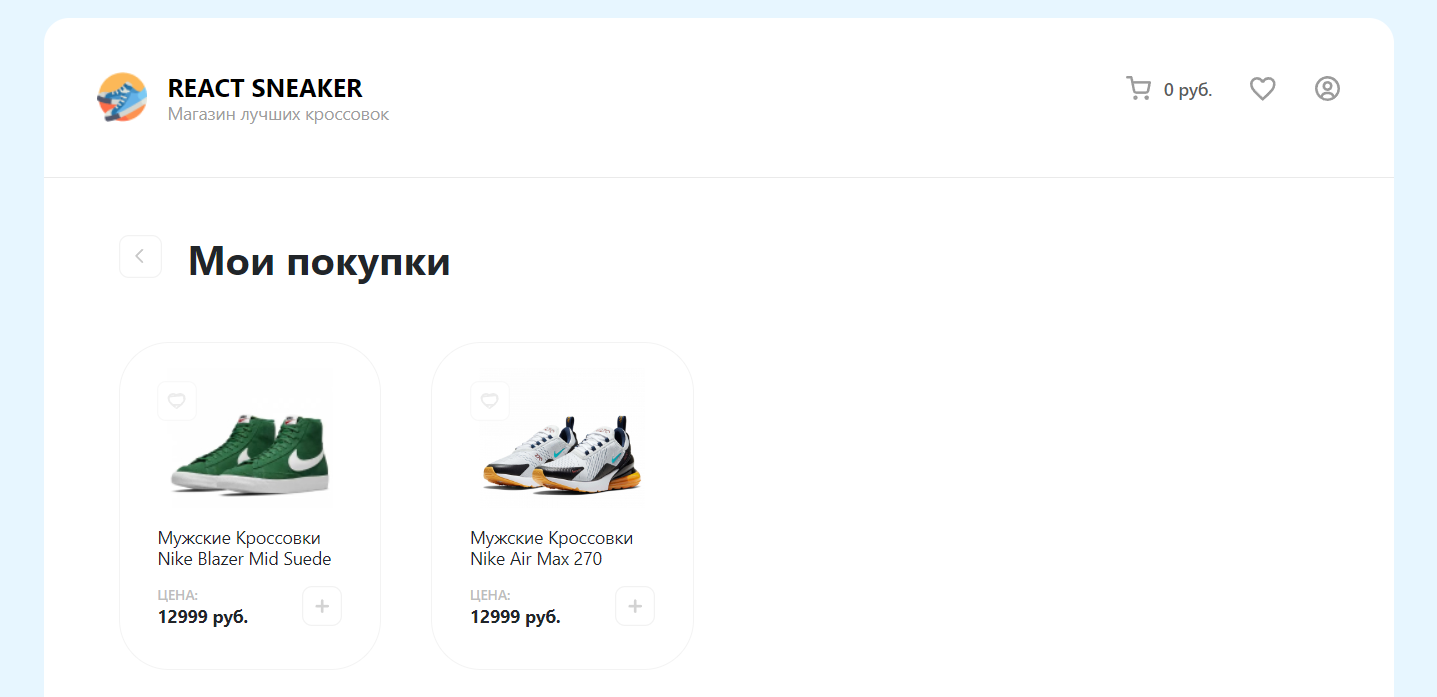 REACT SNEAKER
Магазин лучших кроссовок
0 руб.
Мои покупки
Мужские Кроссовки
Nike Blazer Mid Suede
ЦЕНА:
12999 руб.
Мужские Кроссовки
Nike Air Max 270
ЦЕНА:
12999 руб.